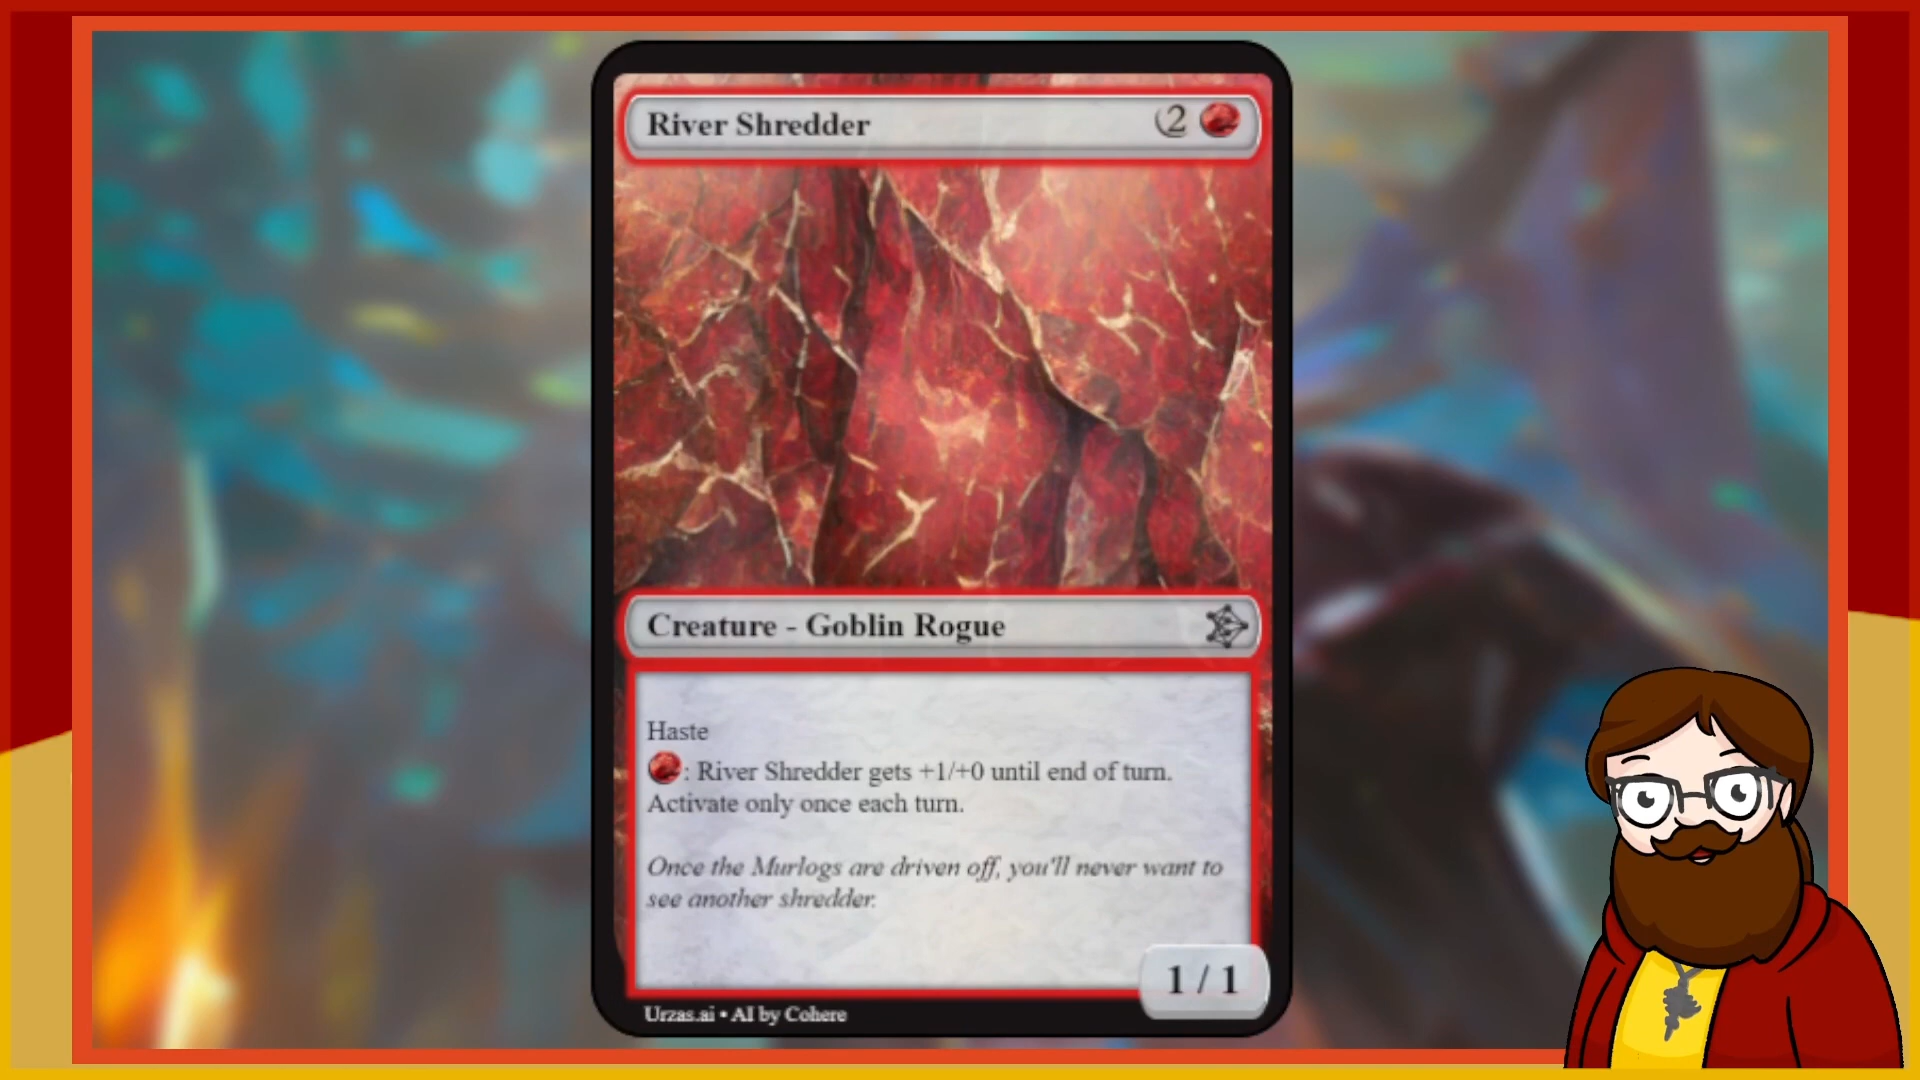 River Shredder 2
Creature - Goblin Rogue
Haste
: River Shredder gets +1/+0 until end of turn.
Activate only once each turn.
Once the Murlogs are driven off, you'll never want to
see another shredder.
1 / 1
Urzas.ai • AI by Cohere